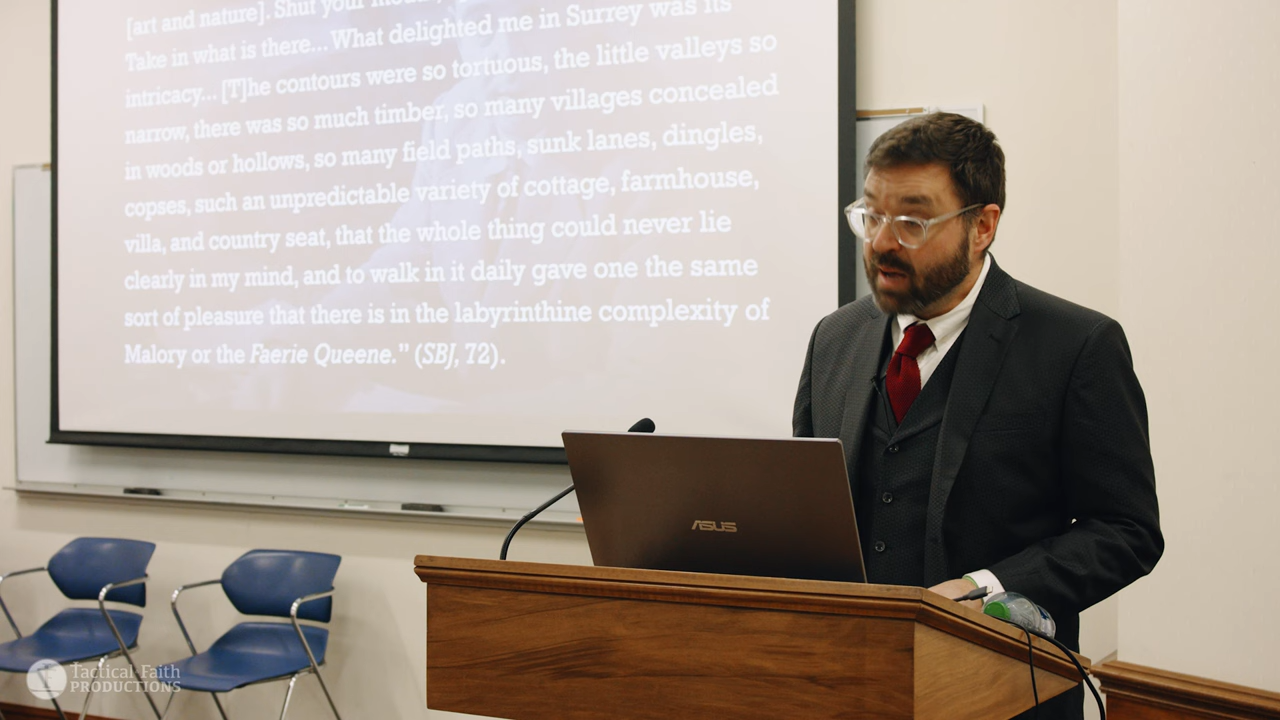 [art and nature]. Shut your
Take in what is there... What delighted me in Surrey was its
intricacy... [T]he contours were so tortuous, the little valleys so
narrow, there was so much timber, so many villages concealed
in woods or hollows, so many field paths, sunk lanes, dingles,
copses, such an unpredictable variety of cottage, farmhouse,
villa, and country seat, that the whole thing could never lie
clearly in my mind, and to walk in it daily gave one the same
sort of pleasure that there is in the labyrinthine complexity of
Malory or the Faerie Queene.” (SBJ, 72).
ASUS
Tactical Faith
PRODUCTIONS